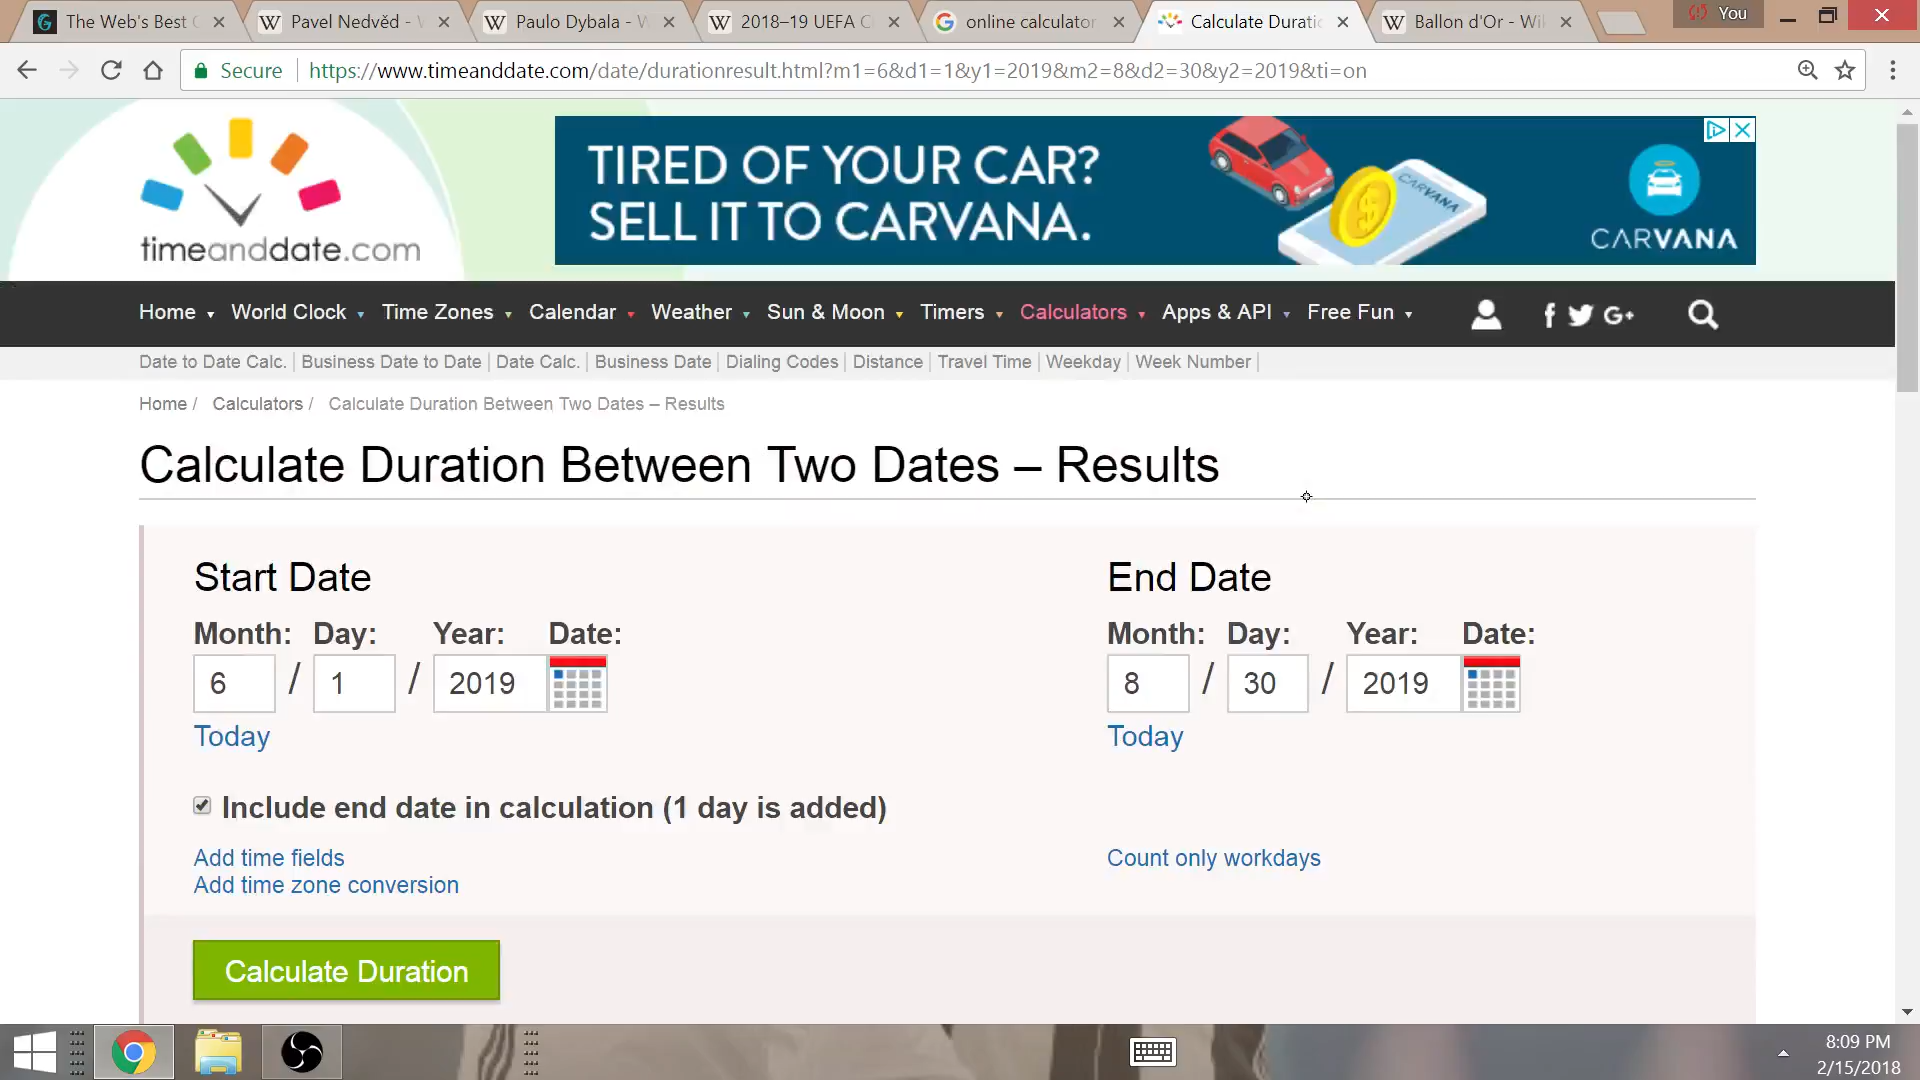 The Web's Best
Pavel Nedvěd -
Paulo Dybala - W
2018–19 UEFA C
online calculator
Calculate Duratio
Ballon d'Or - Wik
You
Secure
https://www.timeanddate.com/date/durationresult.html?m1=6&d1=1&y1=2019&m2=8&d2=30&y2=2019&ti=on
timeanddate.com
TIRED OF YOUR CAR?
SELL IT TO CARVANA.
CARVANA
CARVANA
Home World Clock Time Zones Calendar Weather Sun & Moon Timers Calculators Apps & API Free Fun
Date to Date Calc. Business Date to Date Date Calc. Business Date Dialing Codes Distance Travel Time Weekday Week Number
Home / Calculators / Calculate Duration Between Two Dates – Results
Calculate Duration Between Two Dates – Results
Start Date
Month: Day: Year: Date:
6 / 1 / 2019
Today
End Date
Month: Day: Year: Date:
8 / 30 / 2019
Today
Include end date in calculation (1 day is added)
Add time fields
Add time zone conversion
Count only workdays
Calculate Duration
8:09 PM
2/15/2018